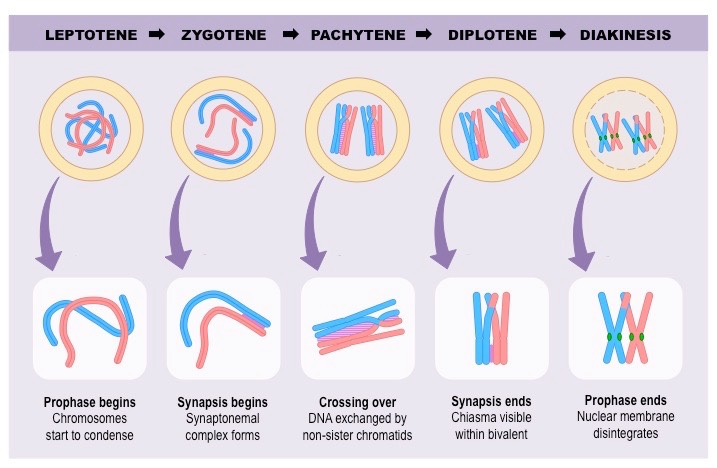 LEPTOTENE → ZYGOTENE → PACHYTENE → DIPLOTENE → DIAKINESIS
Prophase begins
Chromosomes
start to condense
Synapsis begins
Synaptonemal
complex forms
Crossing over
DNA exchanged by
non-sister chromatids
Synapsis ends
Chiasma visible
within bivalent
Prophase ends
Nuclear membrane
disintegrates